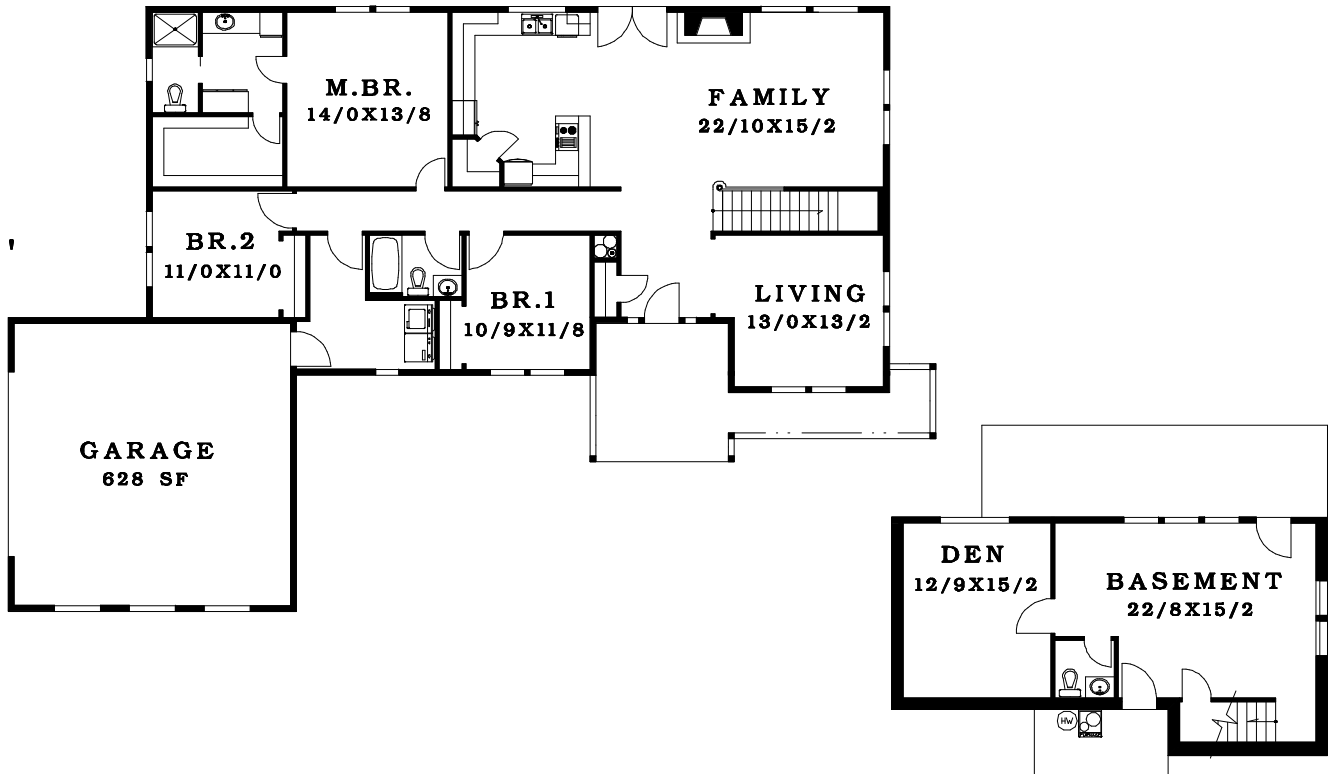 M.BR.
14/0X13/8
FAMILY
22/10X15/2
BR.2
11/0X11/0
BR.1
10/9X11/8
LIVING
13/0X13/2
GARAGE
628 SF
DEN
12/9X15/2
BASEMENT
22/8X15/2
HW